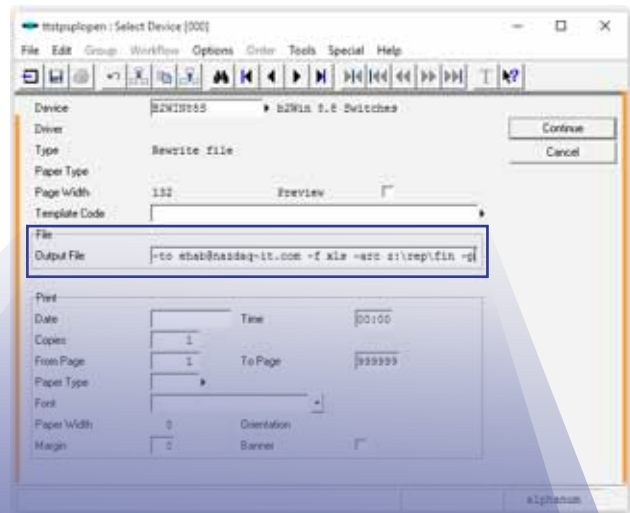 ttstpsplopen : Select Device [000]
File Edit Group Workflow Options Order Tools Special Help
Device B2WIN865 b2Win 8.6 Switches
Driver
Continue
Type Rewrite file
Cancel
Paper Type
Page Width 132 Preview
Template Code
File
Output File -to ehab@nazdaq-it.com -f xls -arc z:\rep\fin -g
Print
Date Time 00:00
Copies 1
From Page 1 To Page 999999
Paper Type
Font
Paper Width 0 Orientation
Margin 0 Banner
alphanum